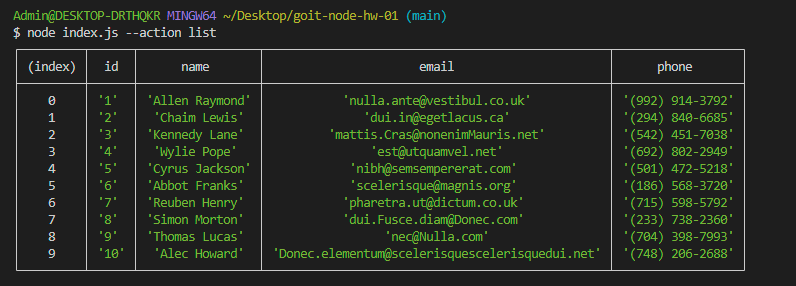 Admin@DESKTOP-DRTHQKR MINGW64 ~/Desktop/goit-node-hw-01 (main)
$ node index.js --action list
(index) id name email phone
0 '1' 'Allen Raymond' 'nulla.ante@vestibul.co.uk' '(992) 914-3792'
1 '2' 'Chaim Lewis' 'dui.in@egetlacus.ca' '(294) 840-6685'
2 '3' 'Kennedy Lane' 'mattis.Cras@nonenimMauris.net' '(542) 451-7038'
3 '4' 'Wylie Pope' 'est@utquamvel.net' '(692) 802-2949'
4 '5' 'Cyrus Jackson' 'nibh@semsempererat.com' '(501) 472-5218'
5 '6' 'Abbot Franks' 'scelerisque@magnis.org' '(186) 568-3720'
6 '7' 'Reuben Henry' 'pharetra.ut@dictum.co.uk' '(715) 598-5792'
7 '8' 'Simon Morton' 'dui.Fusce.diam@Donec.com' '(233) 738-2360'
8 '9' 'Thomas Lucas' 'nec@Nulla.com' '(704) 398-7993'
9 '10' 'Alec Howard' 'Donec.elementum@scelerisquescelerisquedui.net' '(748) 206-2688'